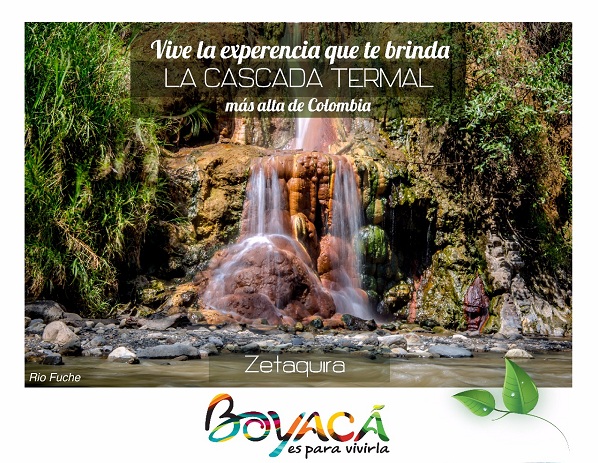 Vive la experencia que te brinda
LA CASCADA TERMAL
más alta de Colombia
Zetaquira
Rio Fuche
BOYACÁ
es para vivirla